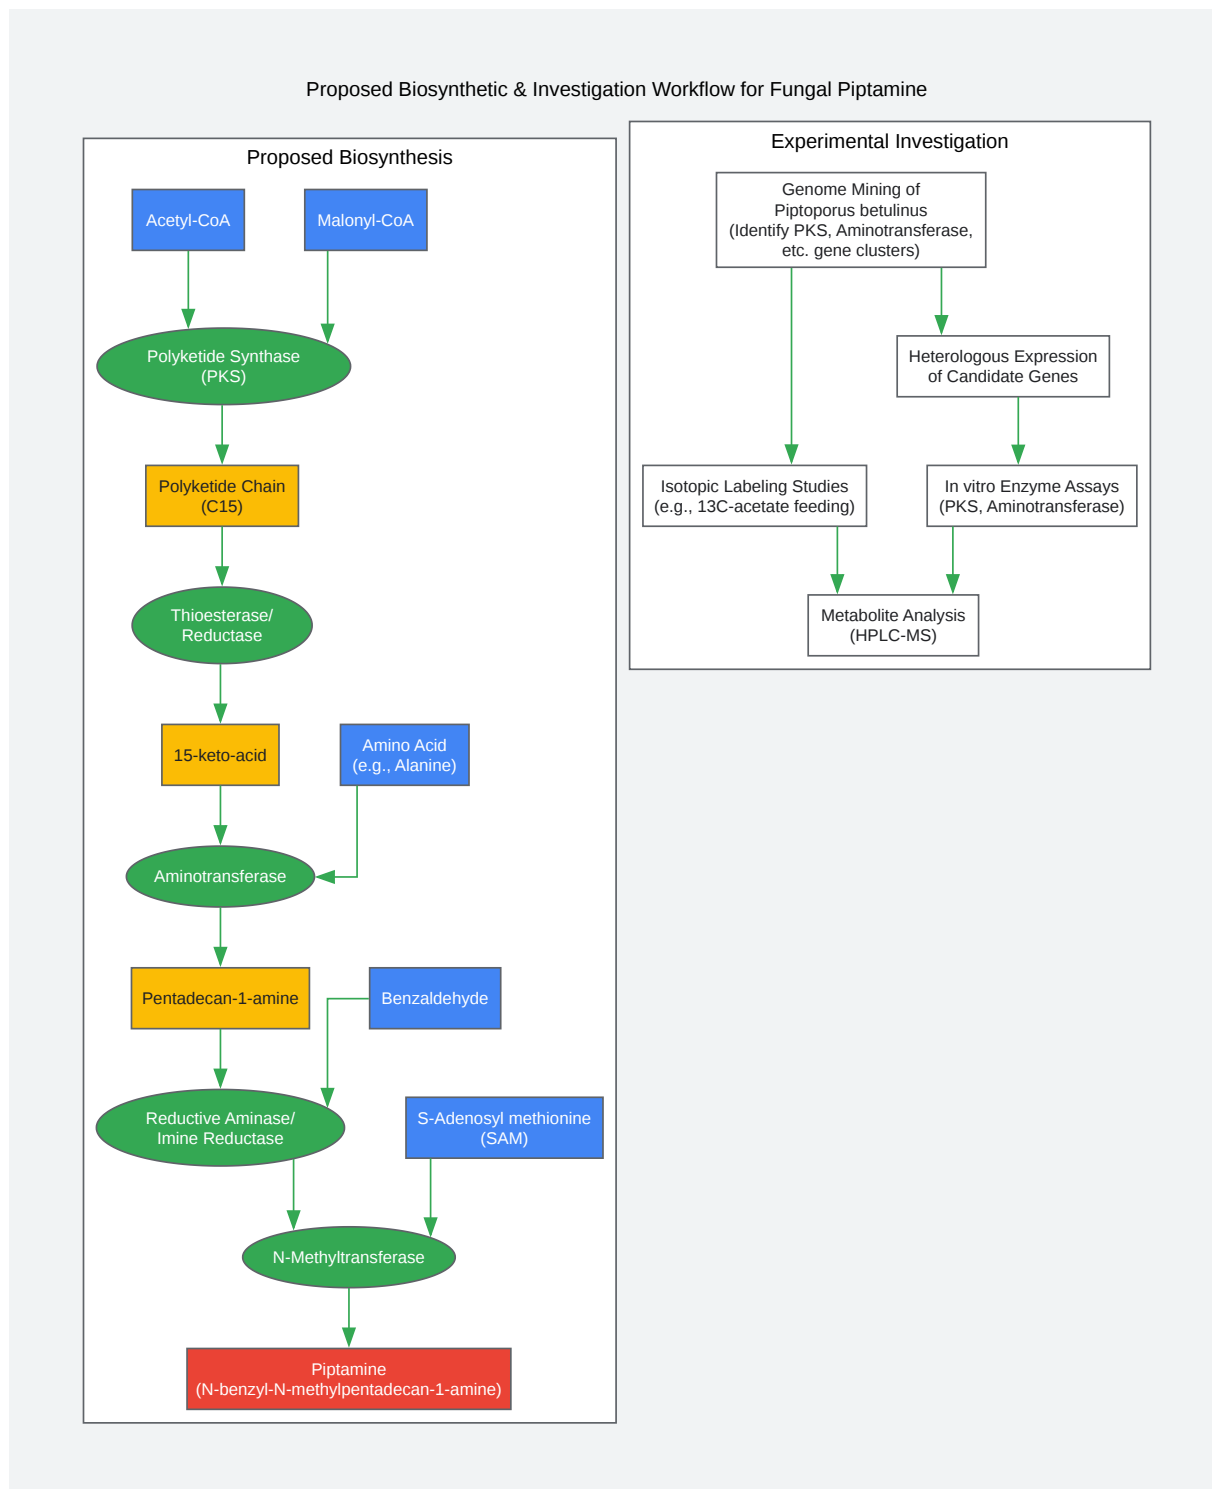 Proposed Biosynthetic & Investigation Workflow for Fungal Piptamine
Proposed Biosynthesis
Acetyl-CoA
Malonyl-CoA
Polyketide Synthase
(PKS)
Polyketide Chain
(C15)
Thioesterase/
Reductase
15-keto-acid
Amino Acid
(e.g., Alanine)
Aminotransferase
Pentadecan-1-amine
Benzaldehyde
Reductive Aminase/
Imine Reductase
S-Adenosyl methionine
(SAM)
N-Methyltransferase
Piptamine
(N-benzyl-N-methylpentadecan-1-amine)
Experimental Investigation
Genome Mining of
Piptoporus betulinus
(Identify PKS, Aminotransferase,
etc. gene clusters)
Heterologous Expression
of Candidate Genes
Isotopic Labeling Studies
(e.g., 13C-acetate feeding)
In vitro Enzyme Assays
(PKS, Aminotransferase)
Metabolite Analysis
(HPLC-MS)